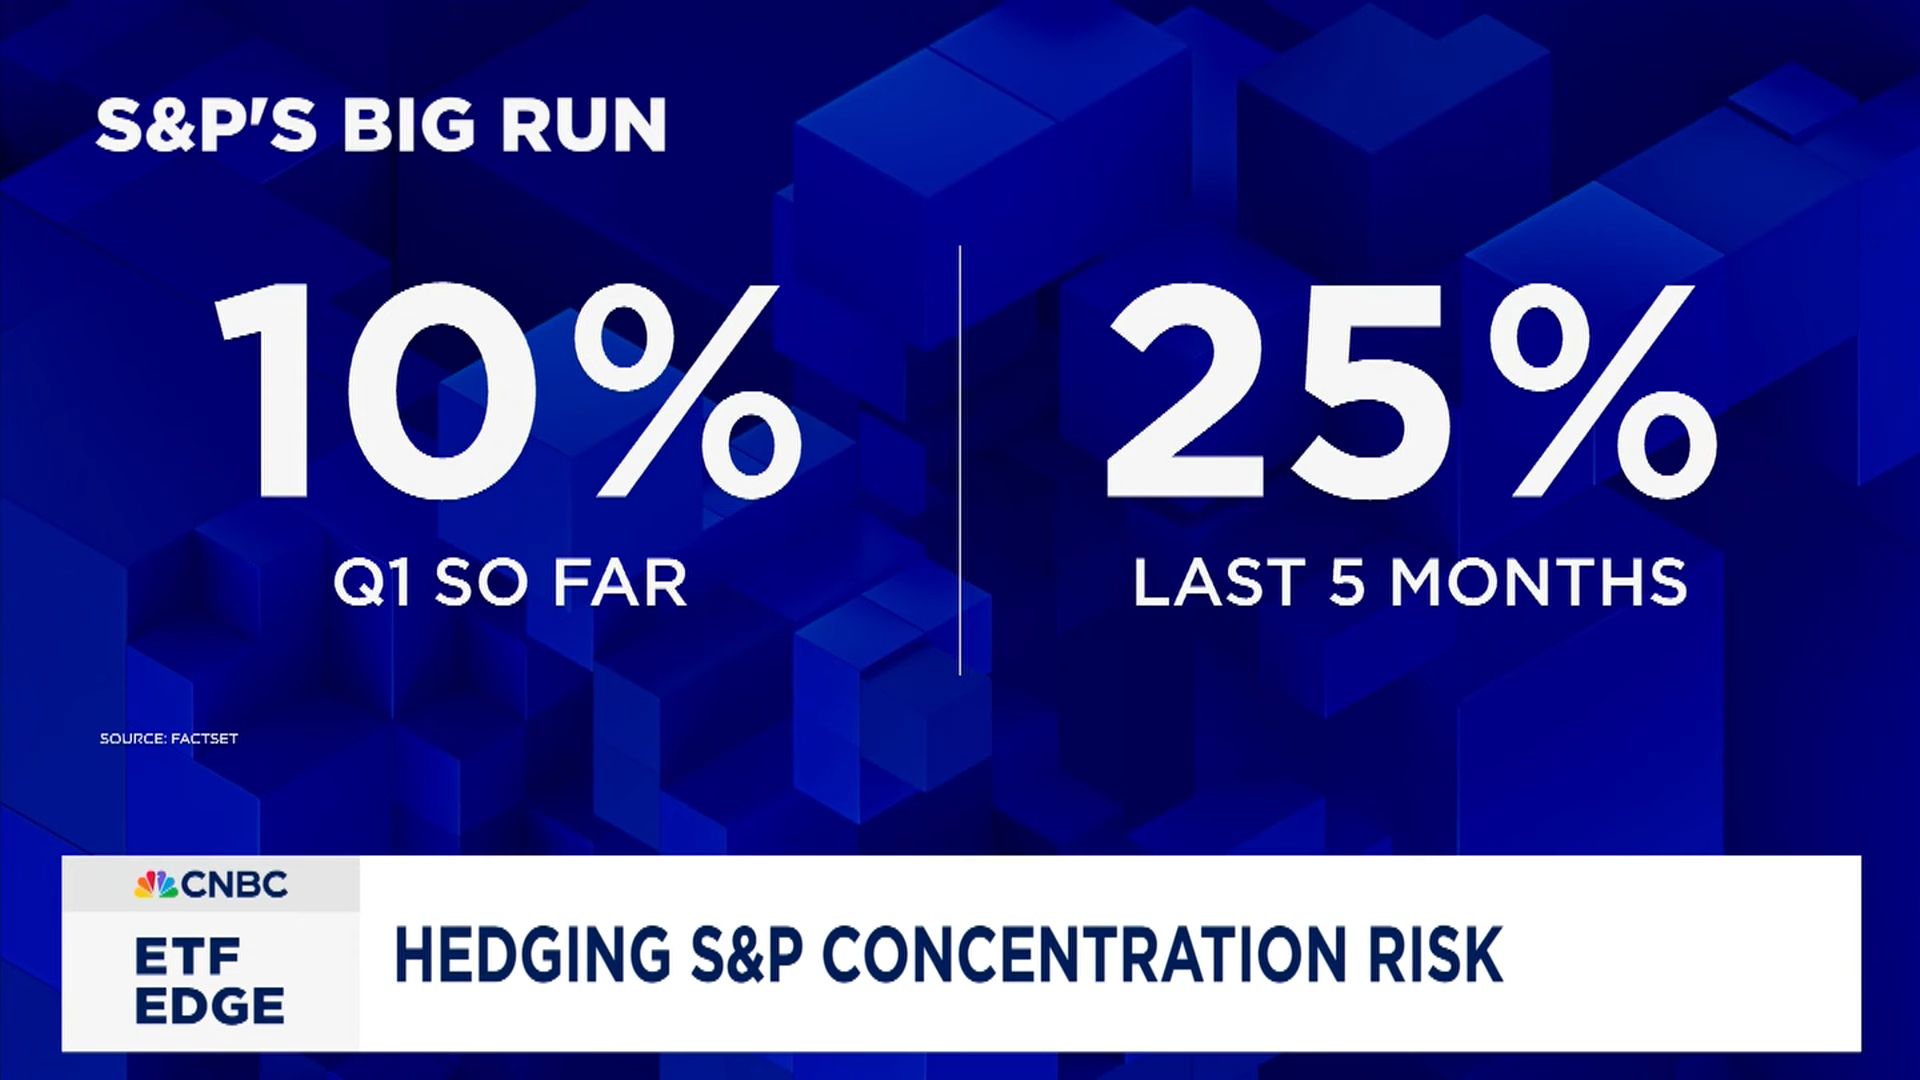 S&P'S BIG RUN
10%
Q1 SO FAR
25%
LAST 5 MONTHS
SOURCE: FACTSET
CNBC
ETF
EDGE
HEDGING S&P CONCENTRATION RISK